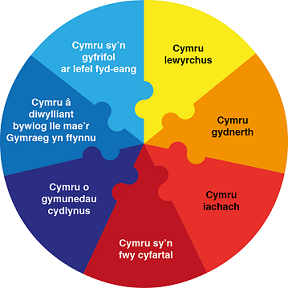 Cymru
lewyrchus
Cymru
gydnerth
Cymru
iachach
Cymru sy'n
fwy cyfartal
Cymru o
gymunedau
cydlynus
Cymru â
diwylliant
bywiog lle mae'r
Gymraeg yn ffynnu
Cymru sy'n
gyfrifol
ar lefel fyd-eang